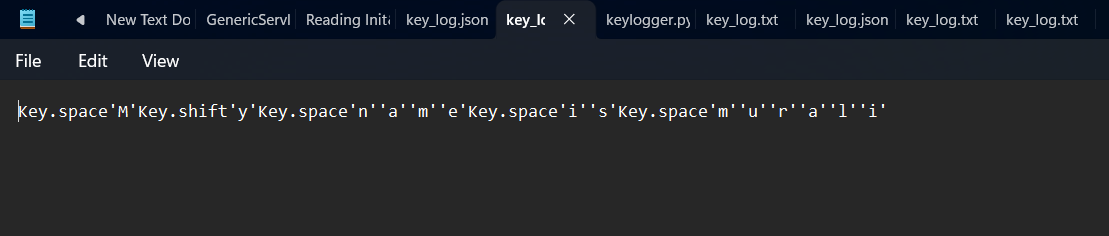 New Text Do GenericServl Reading Init& key_log.json key_lo keylogger.py key_log.txt key_log.json key_log.txt key_log.txt
File Edit View
Key.space'M'Key.shift'y'Key.space'n''a''m''e'Key.space'i''s'Key.space'm''u''r''a''l''i'